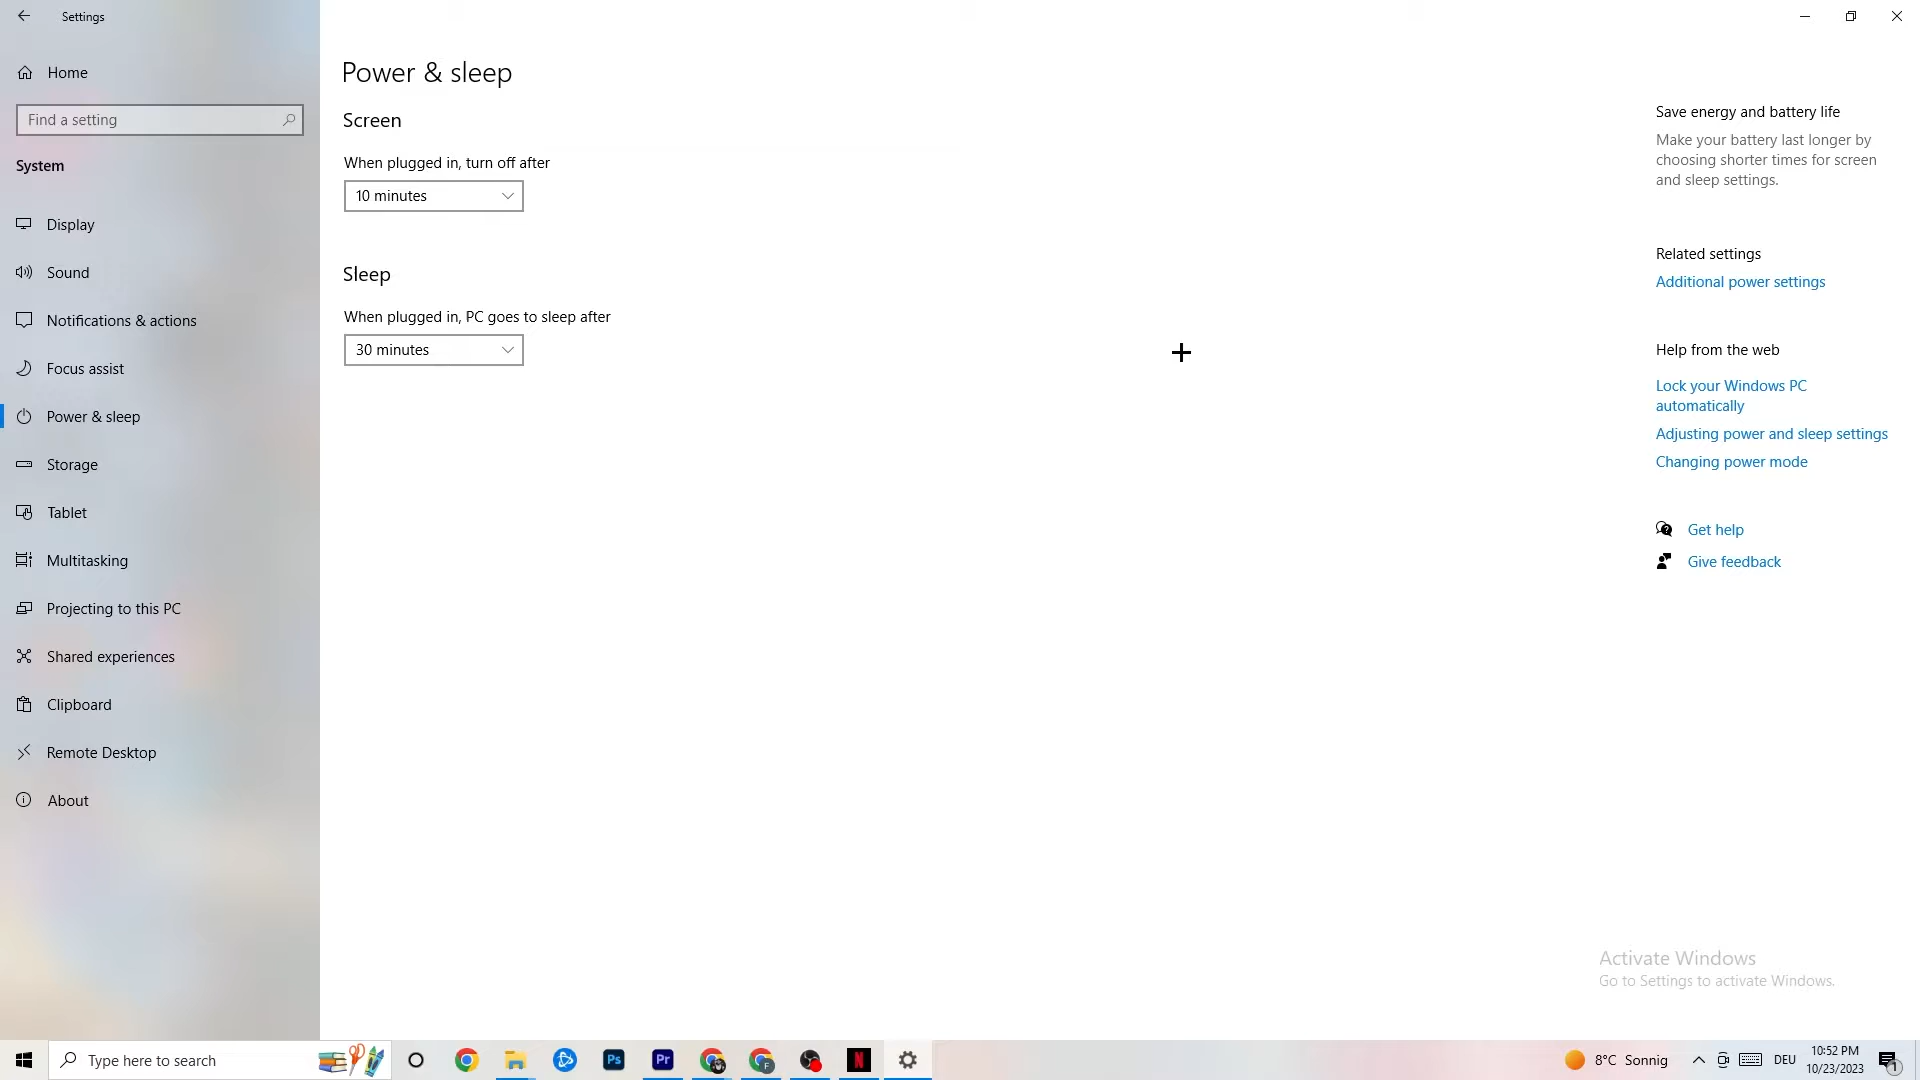 Settings
Home
Find a setting
System
Display
Sound
Notifications & actions
Focus assist
Power & sleep
Storage
Tablet
Multitasking
Projecting to this PC
Shared experiences
Clipboard
Remote Desktop
About
Power & sleep
Screen
When plugged in, turn off after
10 minutes
Sleep
When plugged in, PC goes to sleep after
30 minutes
Save energy and battery life
Make your battery last longer by
choosing shorter times for screen
and sleep settings.
Related settings
Additional power settings
Help from the web
Lock your Windows PC
automatically
Adjusting power and sleep settings
Changing power mode
Get help
Give feedback
Activate Windows
Go to Settings to activate Windows.
Type here to search
Ps
Pr
F
N
8°C Sonnig
DEU
10:52 PM
10/23/2023
1